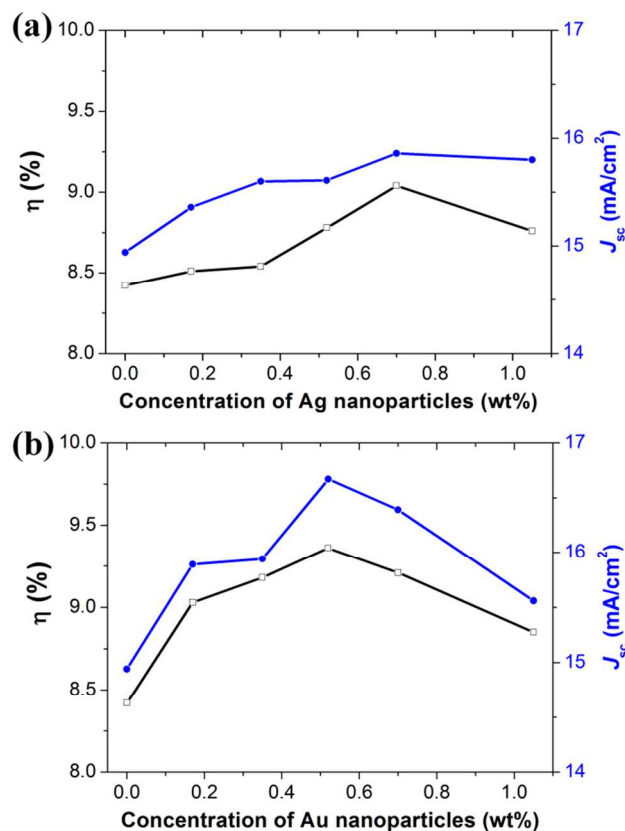 (a)
10.0
9.5
9.0
8.5
8.0
η (%)
17
16
15
14
Jsc (mA/cm²)
0.0 0.2 0.4 0.6 0.8 1.0
Concentration of Ag nanoparticles (wt%)
(b)
10.0
9.5
9.0
8.5
8.0
η (%)
17
16
15
14
Jsc (mA/cm²)
0.0 0.2 0.4 0.6 0.8 1.0
Concentration of Au nanoparticles (wt%)